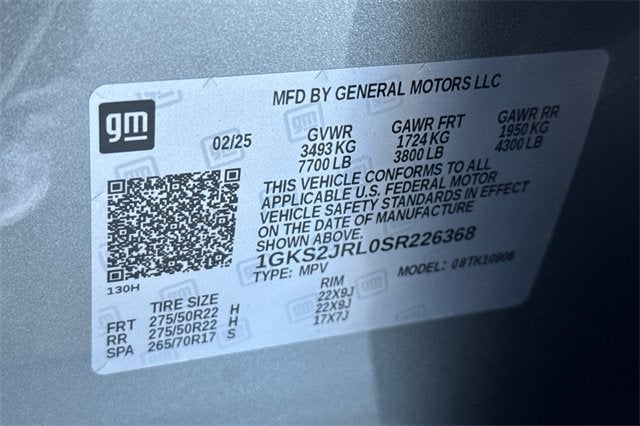 MFD BY GENERAL MOTORS LLC
gm
02/25
GVWR GAWR FRT GAWR RR
3493 KG 1724 KG 1950 KG
7700 LB 3800 LB 4300 LB
THIS VEHICLE CONFORMS TO ALL
APPLICABLE U.S. FEDERAL MOTOR
VEHICLE SAFETY STANDARDS IN EFFECT
ON THE DATE OF MANUFACTURE
SHOWN ABOVE.
1GKS2JRL0SR226368
TYPE: MPV MODEL: 08TK10906
130H
TIRE SIZE RIM
FRT 275/50R22 H 22X9J
RR 275/50R22 H 22X9J
SPA 265/70R17 S 17X7J